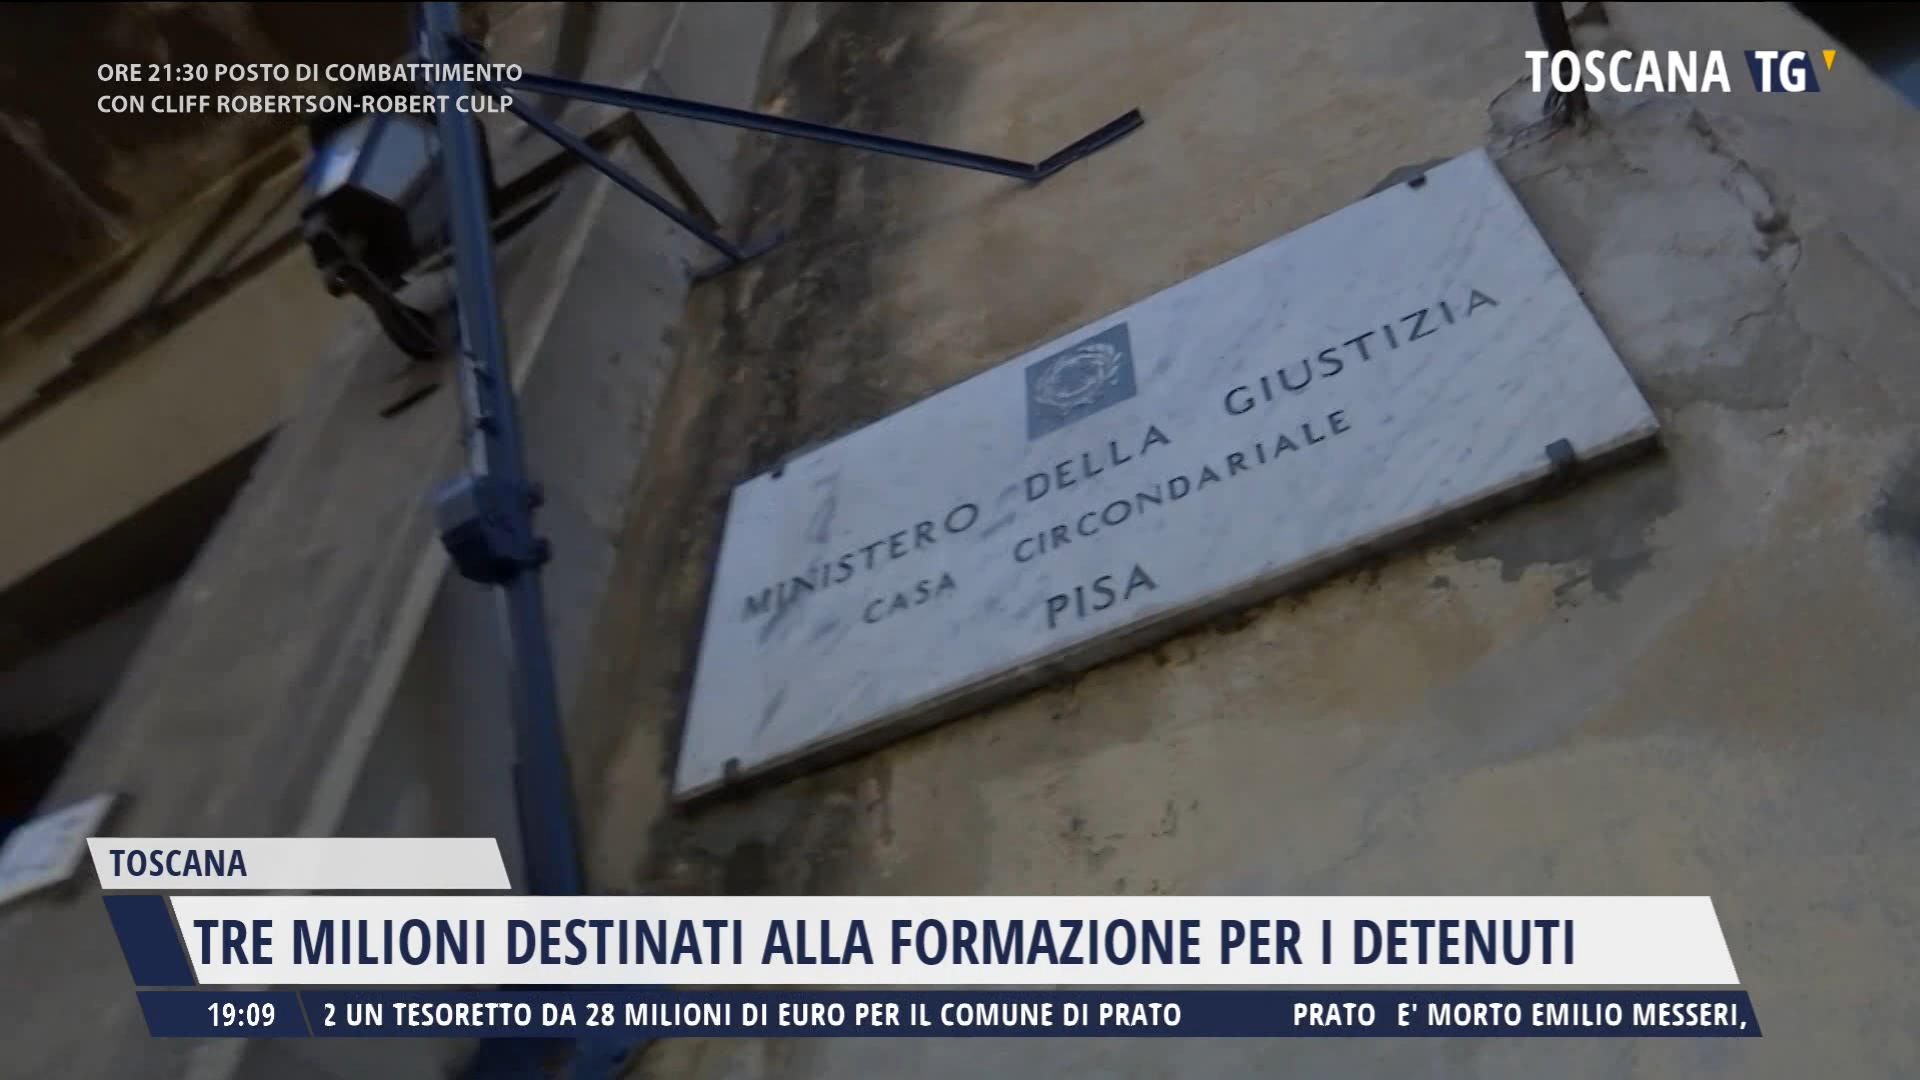 ORE 21:30 POSTO DI COMBATTIMENTO
CON CLIFF ROBERTSON-ROBERT CULP
TOSCANA TG
MINISTERO DELLA GIUSTIZIA
CASA CIRCONDARIALE
PISA
TOSCANA
TRE MILIONI DESTINATI ALLA FORMAZIONE PER I DETENUTI
19:09 2 UN TESORETTO DA 28 MILIONI DI EURO PER IL COMUNE DI PRATO PRATO E' MORTO EMILIO MESSERI,